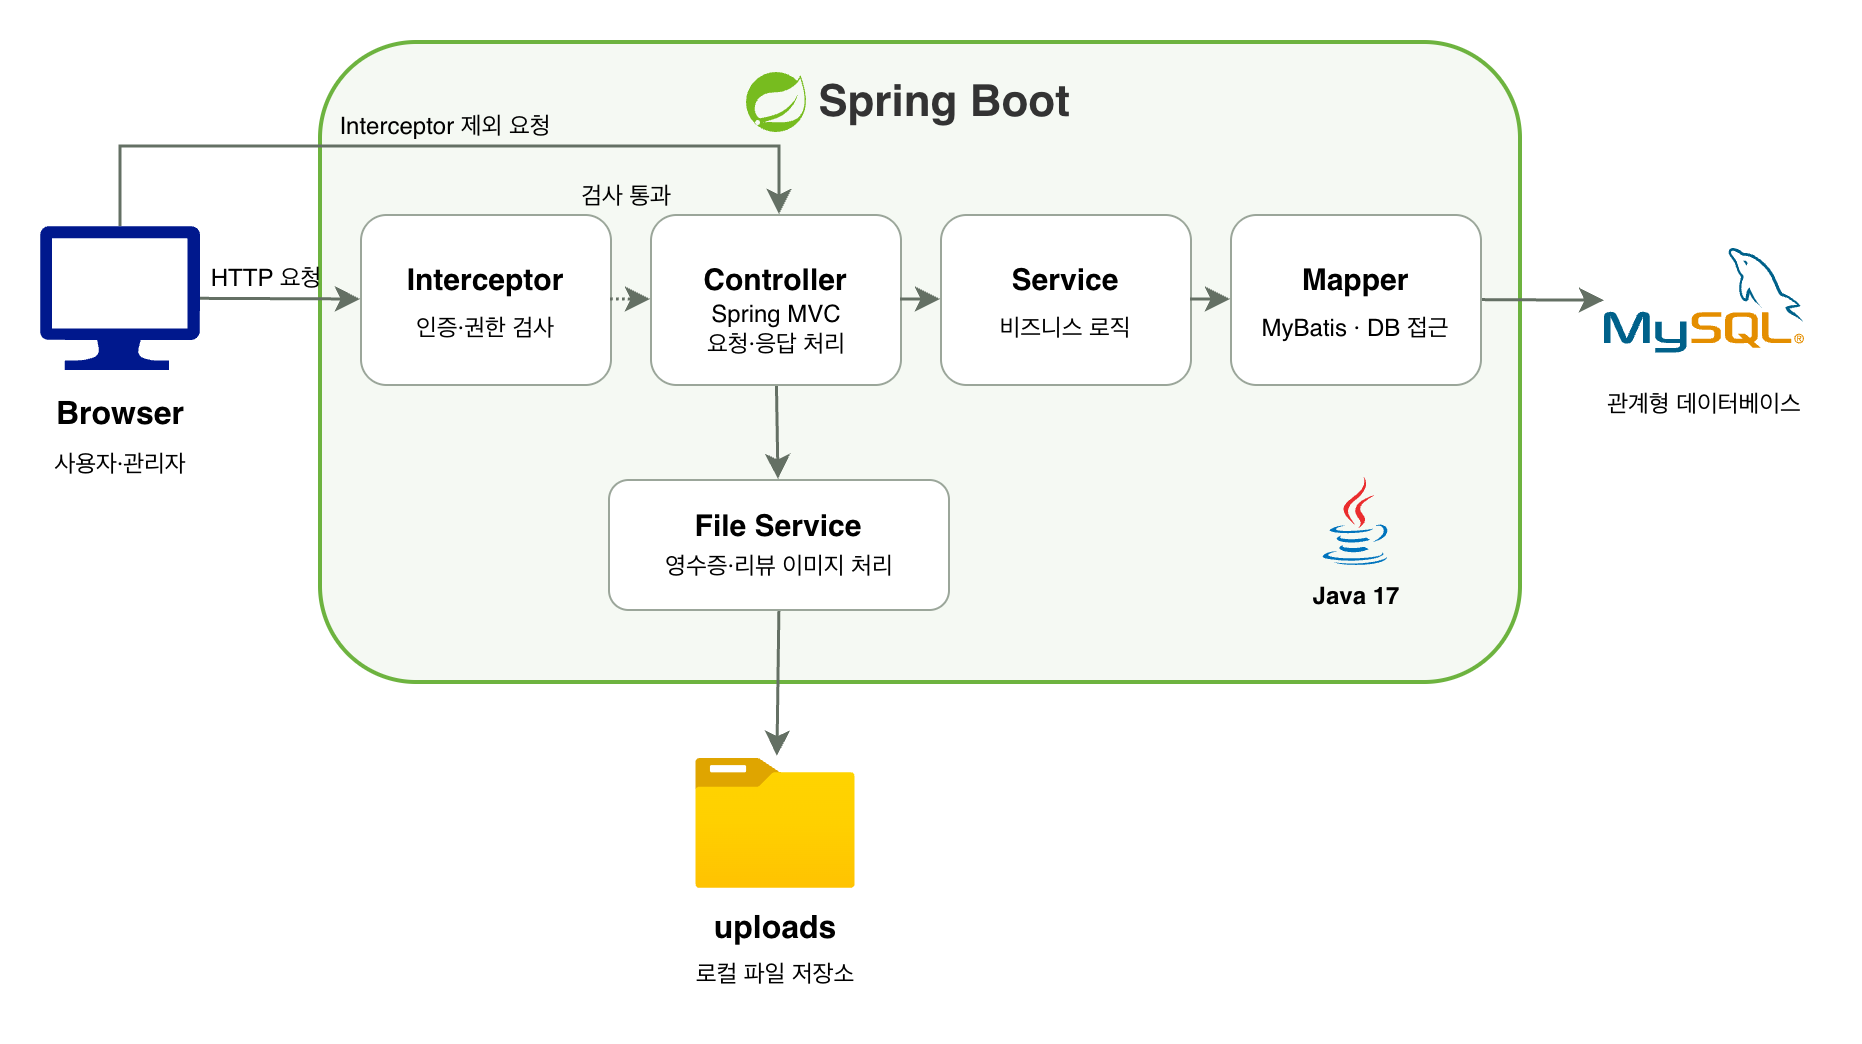 Spring Boot
Interceptor 제외 요청
검사 통과
HTTP 요청
Interceptor
인증·권한 검사
Controller
Spring MVC
요청·응답 처리
Service
비즈니스 로직
Mapper
MyBatis · DB 접근
MySQL®
관계형 데이터베이스
Browser
사용자·관리자
File Service
영수증·리뷰 이미지 처리
Java 17
uploads
로컬 파일 저장소